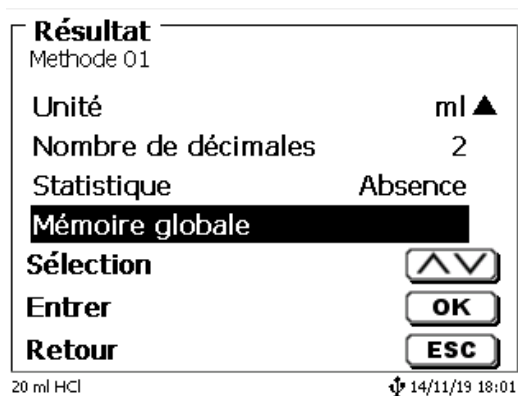 Résultat
Methode 01
Unité ml
Nombre de décimales 2
Statistique Absence
Mémoire globale
Sélection
Entrer OK
Retour ESC
20 ml HCl 14/11/19 18:01